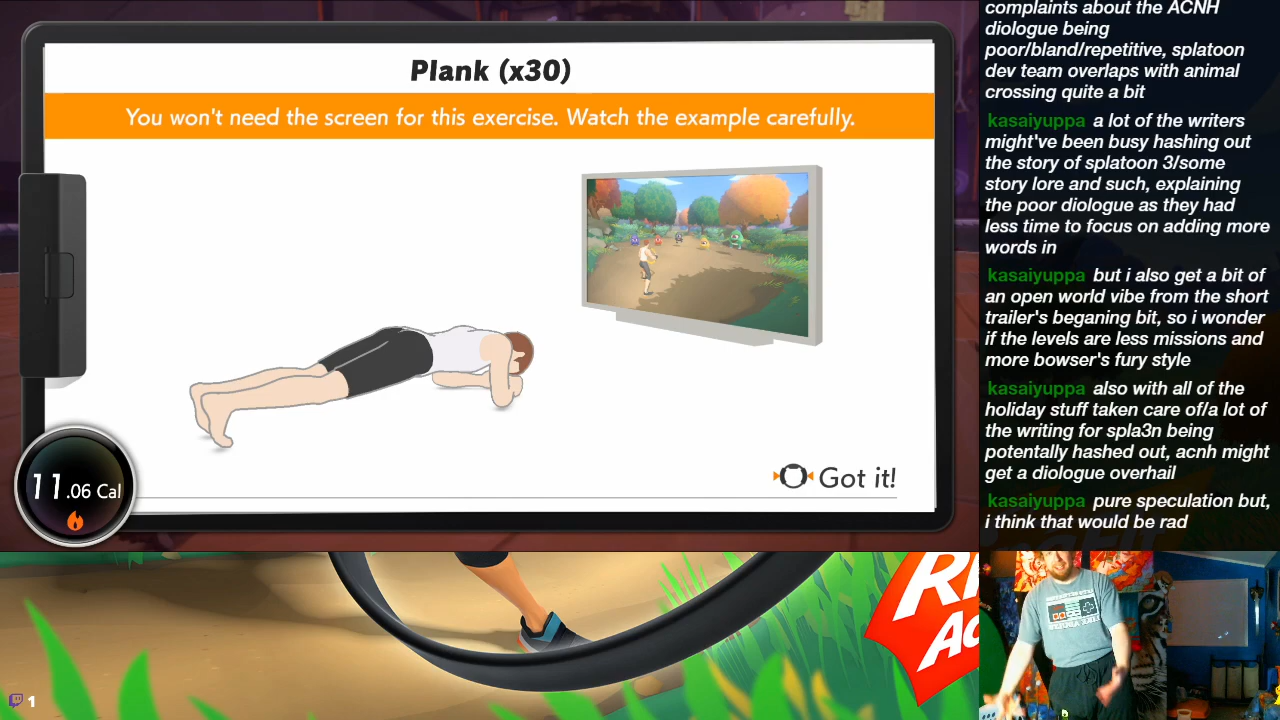 Plank (x30)
You won't need the screen for this exercise. Watch the example carefully.
Got it!
11.06 Cal
1
complaints about the ACNH
diologue being
poor/bland/repetitive, splatoon
dev team overlaps with animal
crossing quite a bit
kasaiyuppa a lot of the writers
might've been busy hashing out
the story of splatoon 3/some
story lore and such, explaining
the poor diologue as they had
less time to focus on adding more
words in
kasaiyuppa but i also get a bit of
an open world vibe from the short
trailer's beganing bit, so i wonder
if the levels are less missions and
more bowser's fury style
kasaiyuppa also with all of the
holiday stuff taken care of/a lot of
the writing for spla3n being
potentally hashed out, acnh might
get a diologue overhail
kasaiyuppa pure speculation but,
i think that would be rad